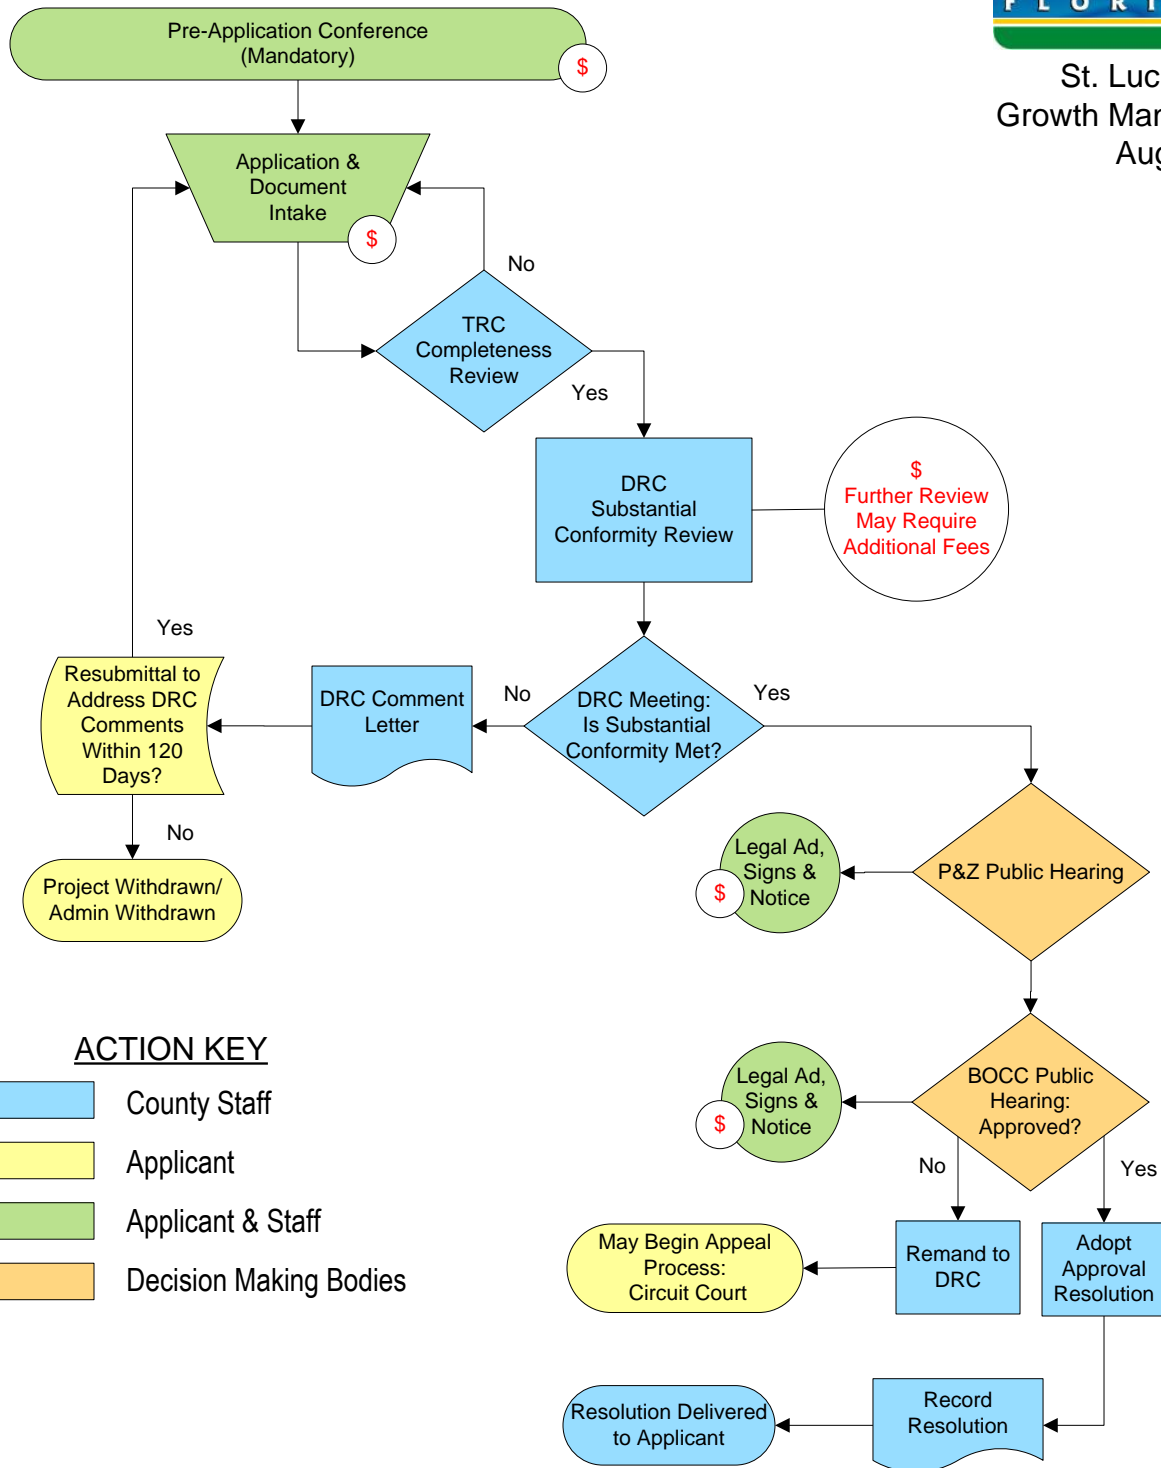 F L O R I
St. Luc
Growth Mar
Aug
Pre-Application Conference
(Mandatory)
$
Application &
Document
Intake
$
No
TRC
Completeness
Review
Yes
DRC
Substantial
Conformity Review
$
Further Review
May Require
Additional Fees
Yes
Resubmittal to
Address DRC
Comments
Within 120
Days?
DRC Comment
Letter
No
DRC Meeting:
Is Substantial
Conformity Met?
Yes
No
Project Withdrawn/
Admin Withdrawn
Legal Ad,
Signs &
Notice
$
P&Z Public Hearing
Legal Ad,
Signs &
Notice
$
BOCC Public
Hearing:
Approved?
No
Yes
May Begin Appeal
Process:
Circuit Court
Remand to
DRC
Adopt
Approval
Resolution
Resolution Delivered
to Applicant
Record
Resolution
ACTION KEY
County Staff
Applicant
Applicant & Staff
Decision Making Bodies